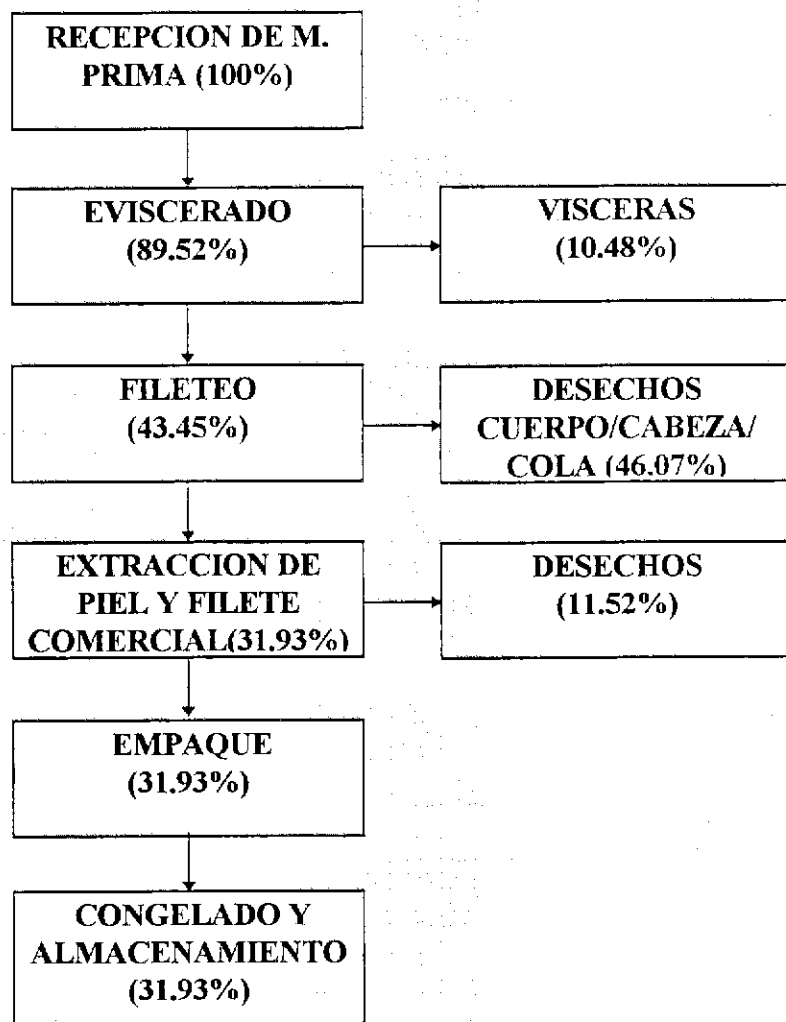 RECEPCION DE M.
PRIMA (100%)
EVISCERADO
(89.52%)
VISCERAS
(10.48%)
FILETEO
(43.45%)
DESECHOS
CUERPO/CABEZA/
COLA (46.07%)
EXTRACCION DE
PIEL Y FILETE
COMERCIAL(31.93%)
DESECHOS
(11.52%)
EMPAQUE
(31.93%)
CONGELADO Y
ALMACENAMIENTO
(31.93%)